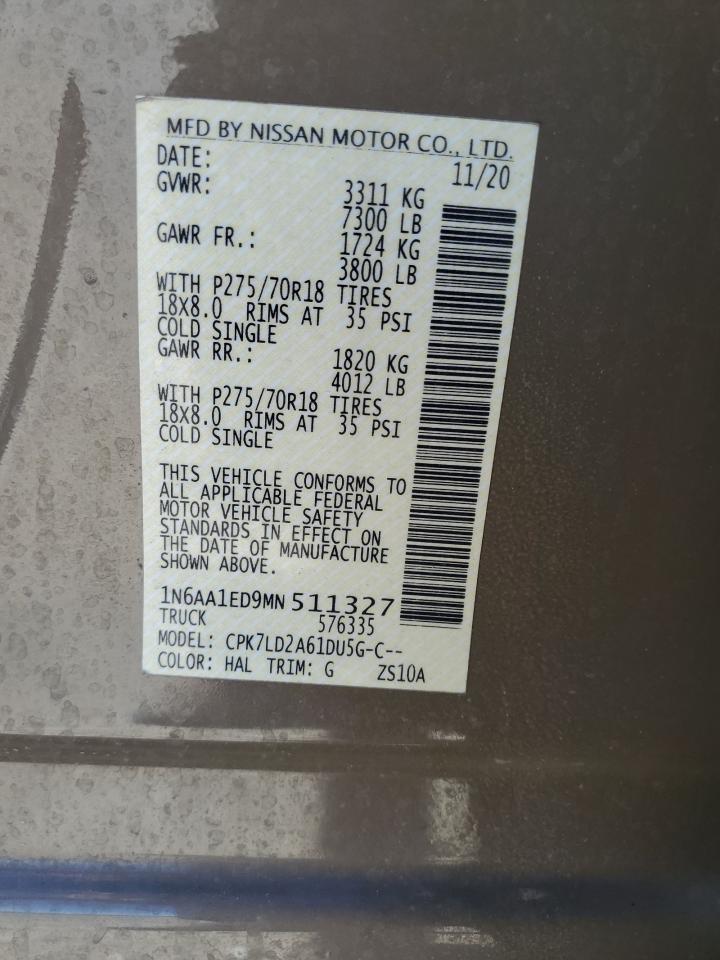 MFD BY NISSAN MOTOR CO., LTD.
DATE: 11/20
GVWR: 3311 KG
7300 LB
GAWR FR.: 1724 KG
3800 LB
WITH P275/70R18 TIRES
18X8.0 RIMS AT 35 PSI
COLD SINGLE
GAWR RR.: 1820 KG
4012 LB
WITH P275/70R18 TIRES
18X8.0 RIMS AT 35 PSI
COLD SINGLE
THIS VEHICLE CONFORMS TO
ALL APPLICABLE FEDERAL
MOTOR VEHICLE SAFETY
STANDARDS IN EFFECT ON
THE DATE OF MANUFACTURE
SHOWN ABOVE.
1N6AA1ED9MN 511327
TRUCK 576335
MODEL: CPK7LD2A61DU5G-C--
COLOR: HAL TRIM: G ZS10A